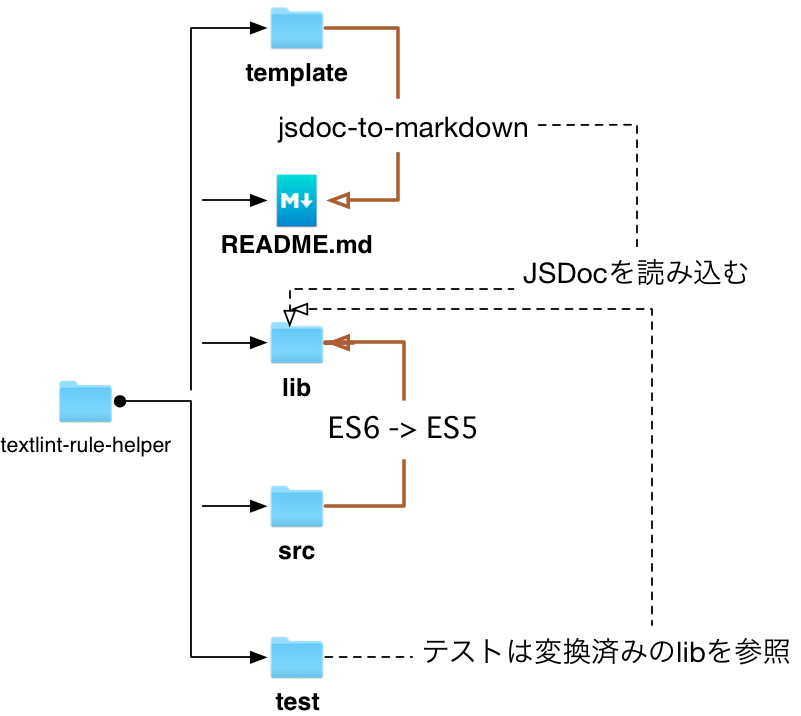 template
jsdoc-to-markdown
M↓
README.md
JSDocを読み込む
lib
ES6 -> ES5
textlint-rule-helper
src
テストは変換済みのlibを参照
test